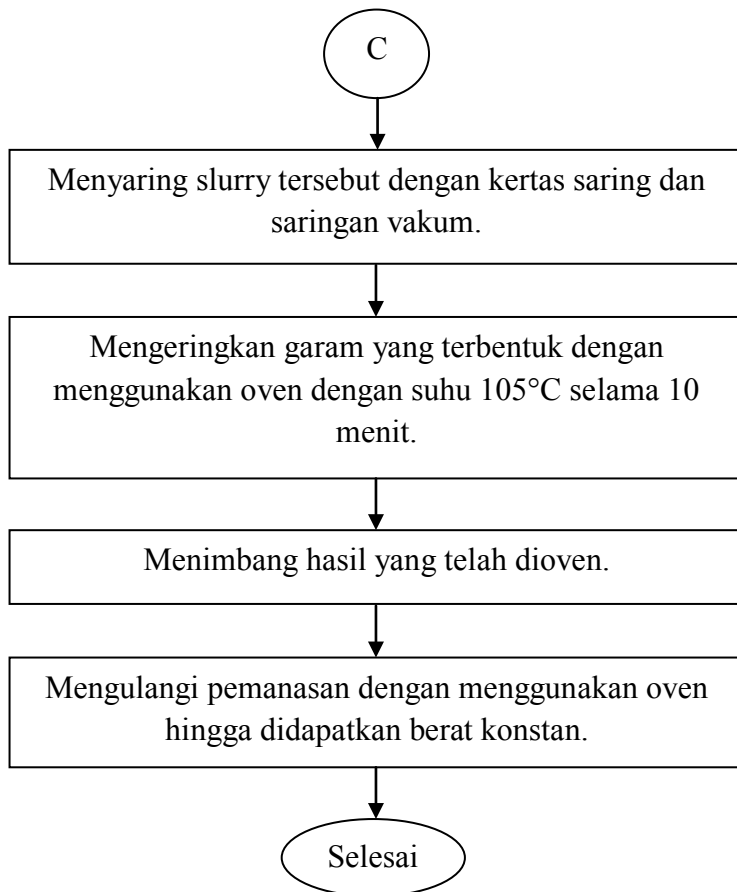 C
Menyaring slurry tersebut dengan kertas saring dan
saringan vakum.
Mengeringkan garam yang terbentuk dengan
menggunakan oven dengan suhu 105°C selama 10
menit.
Menimbang hasil yang telah dioven.
Mengulangi pemanasan dengan menggunakan oven
hingga didapatkan berat konstan.
Selesai